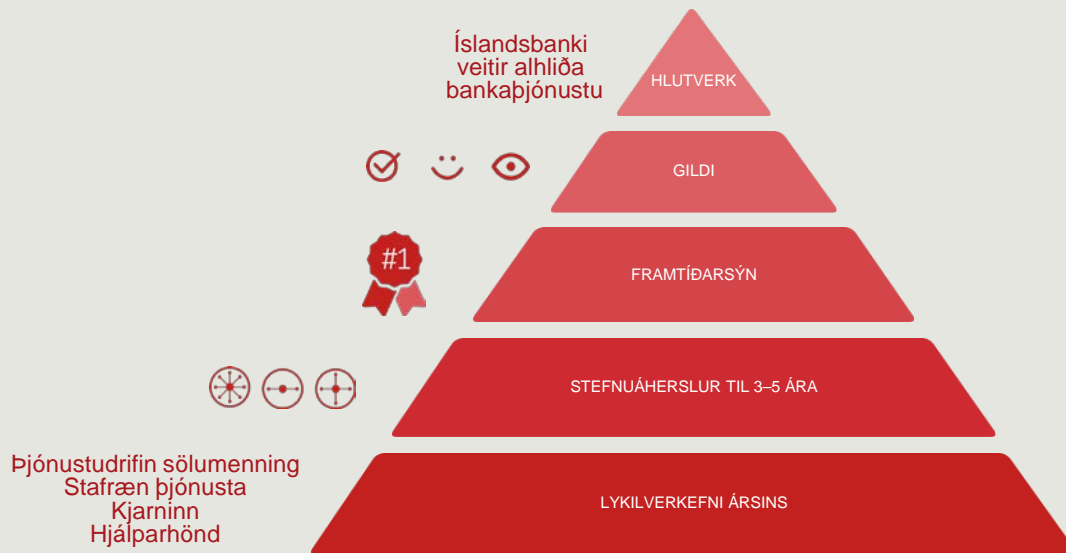 Íslandsbanki
veitir alhliða
bankaþjónustu
HLUTVERK
GILDI
#1
FRAMTÍÐARSÝN
STEFNUÁHERSLUR TIL 3–5 ÁRA
Þjónustudrifin sölumenning
Stafræn þjónusta
Kjarninn
Hjálparhönd
LYKILVERKEFNI ÁRSINS